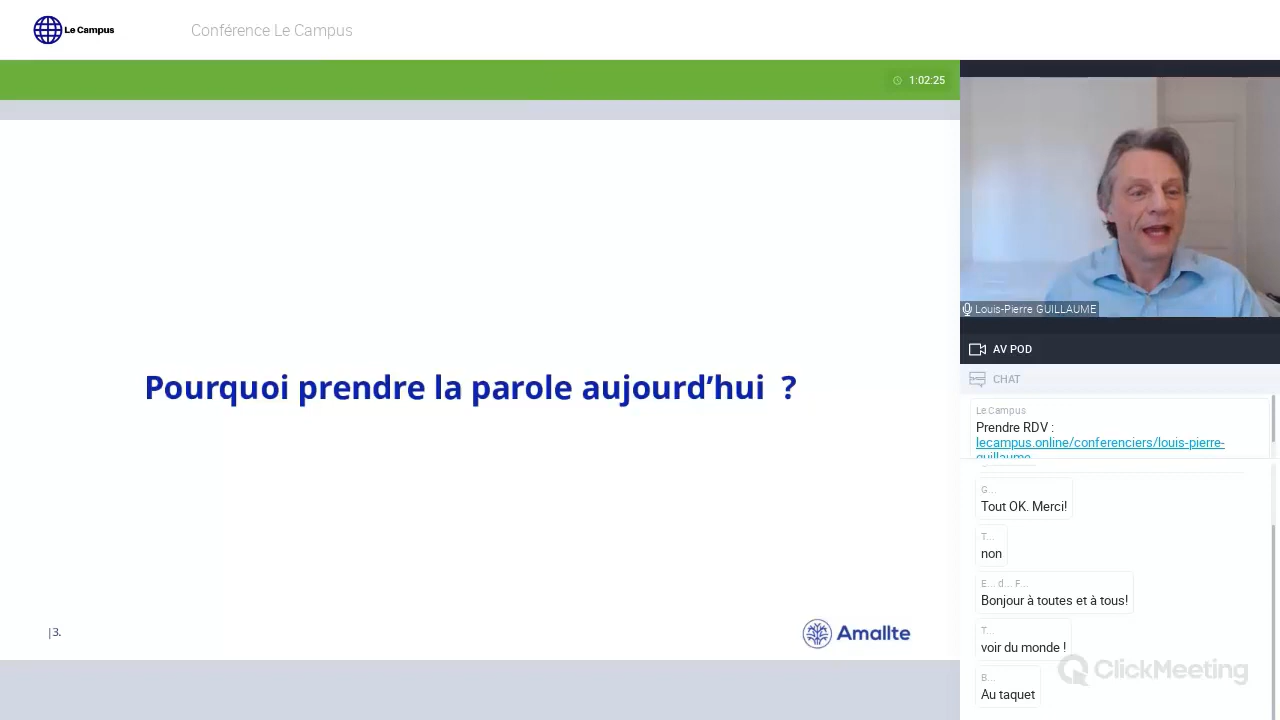 Le Campus
Conférence Le Campus
1:02:25
Pourquoi prendre la parole aujourd’hui ?
|3.
Amallte
Louis-Pierre GUILLAUME
AV POD
CHAT
Le Campus
Prendre RDV :
lecampus.online/conferenciers/louis-pierre-
guillaume
G...
Tout OK. Merci!
T...
non
E... d... F...
Bonjour à toutes et à tous!
T...
voir du monde !
B...
Au taquet
ClickMeeting